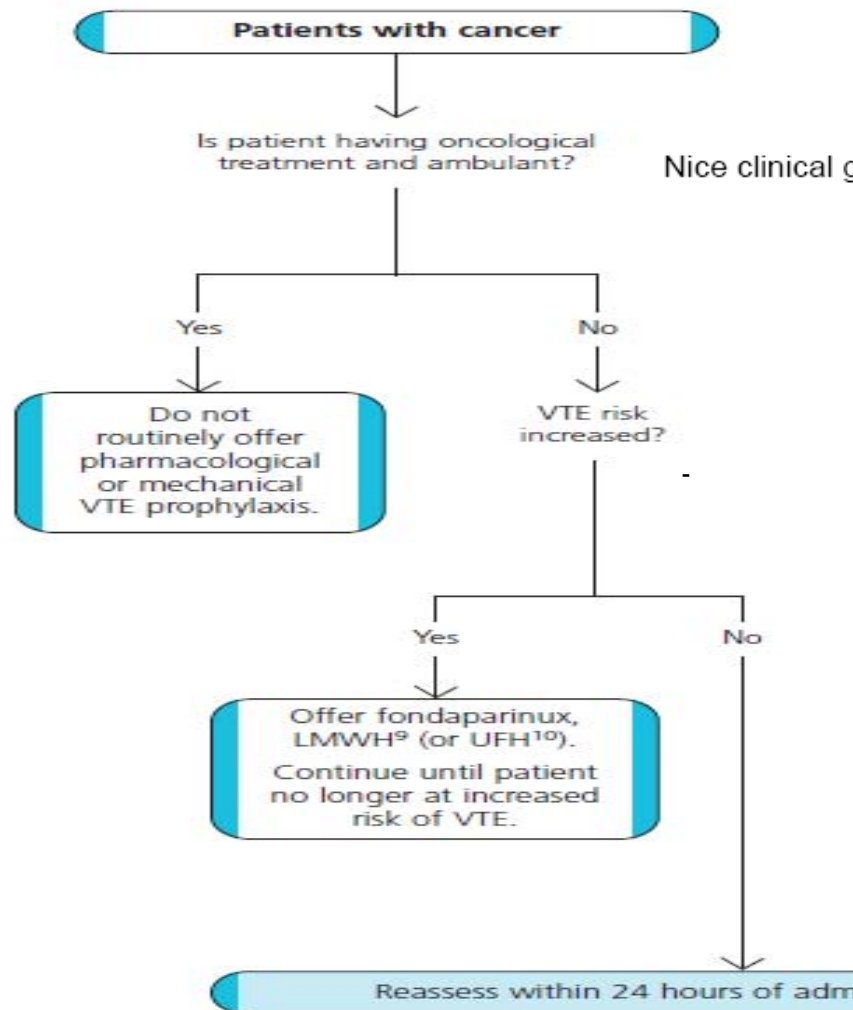 Patients with cancer
Is patient having oncological
treatment and ambulant?
Nice clinical g
Yes
No
Do not
routinely offer
pharmacological
or mechanical
VTE prophylaxis.
VTE risk
increased?
-
Yes
No
Offer fondaparinux,
LMWH⁹ (or UFH¹⁰).
Continue until patient
no longer at increased
risk of VTE.
Reassess within 24 hours of adm